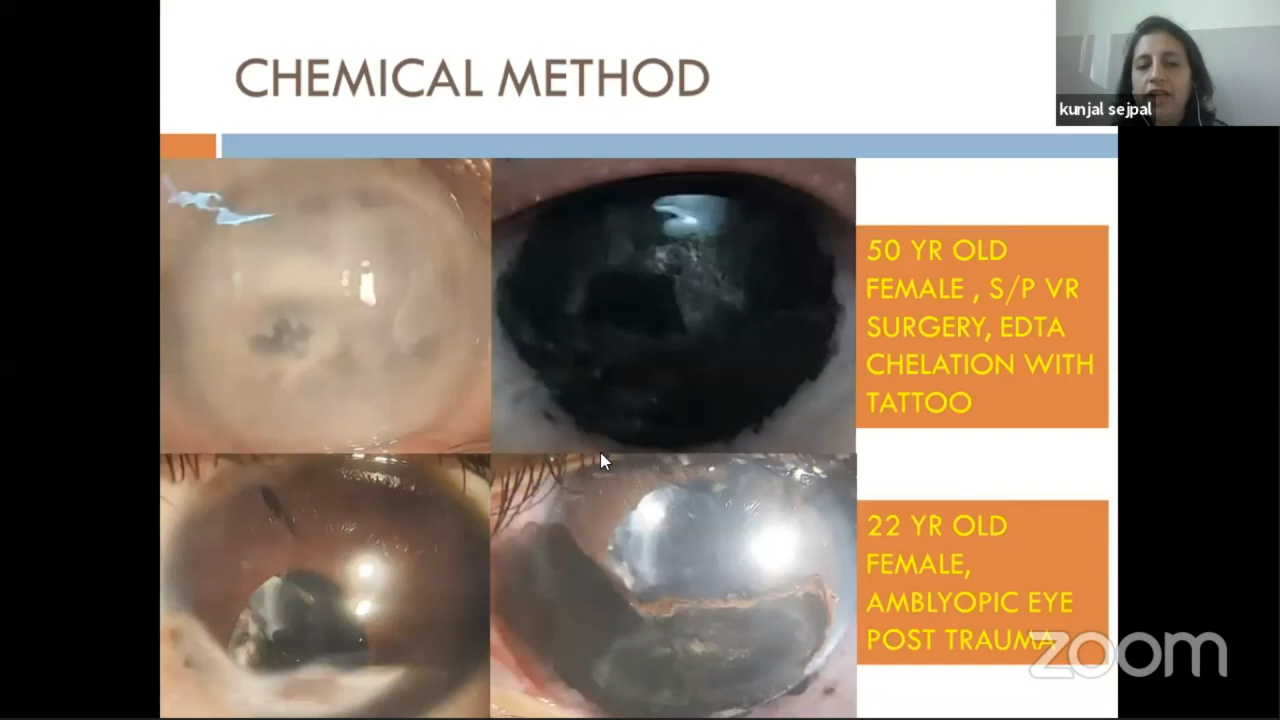 CHEMICAL METHOD
kunjal sejpal
50 YR OLD
FEMALE , S/P VR
SURGERY, EDTA
CHELATION WITH
TATTOO
22 YR OLD
FEMALE,
AMBLYOPIC EYE
POST TRAUMA
zoom